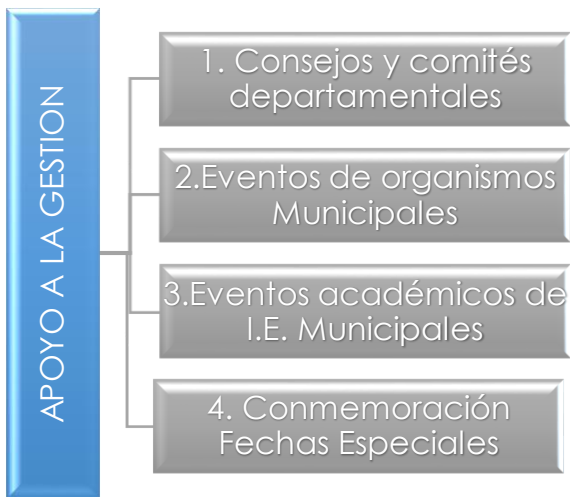 APOYO A LA GESTION
1. Consejos y comités
departamentales
2.Eventos de organismos
Municipales
3.Eventos académicos de
I.E. Municipales
4. Conmemoración
Fechas Especiales